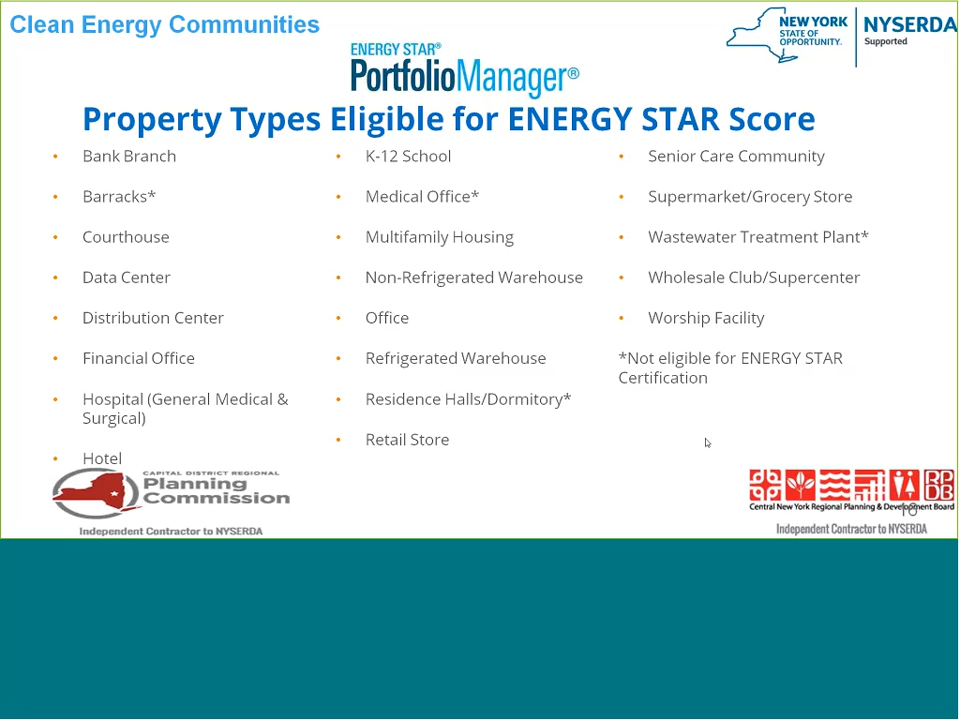 Clean Energy Communities
NEW YORK
STATE OF
OPPORTUNITY.
NYSERDA
Supported
ENERGY STAR®
PortfolioManager®
Property Types Eligible for ENERGY STAR Score
• Bank Branch
• Barracks*
• Courthouse
• Data Center
• Distribution Center
• Financial Office
• Hospital (General Medical &
Surgical)
• Hotel
• K-12 School
• Medical Office*
• Multifamily Housing
• Non-Refrigerated Warehouse
• Office
• Refrigerated Warehouse
• Residence Halls/Dormitory*
• Retail Store
• Senior Care Community
• Supermarket/Grocery Store
• Wastewater Treatment Plant*
• Wholesale Club/Supercenter
• Worship Facility
*Not eligible for ENERGY STAR
Certification
CAPITAL DISTRICT REGIONAL
Planning
Commission
Independent Contractor to NYSERDA
RP
DB
Central New York Regional Planning & Development Board
Independent Contractor to NYSERDA